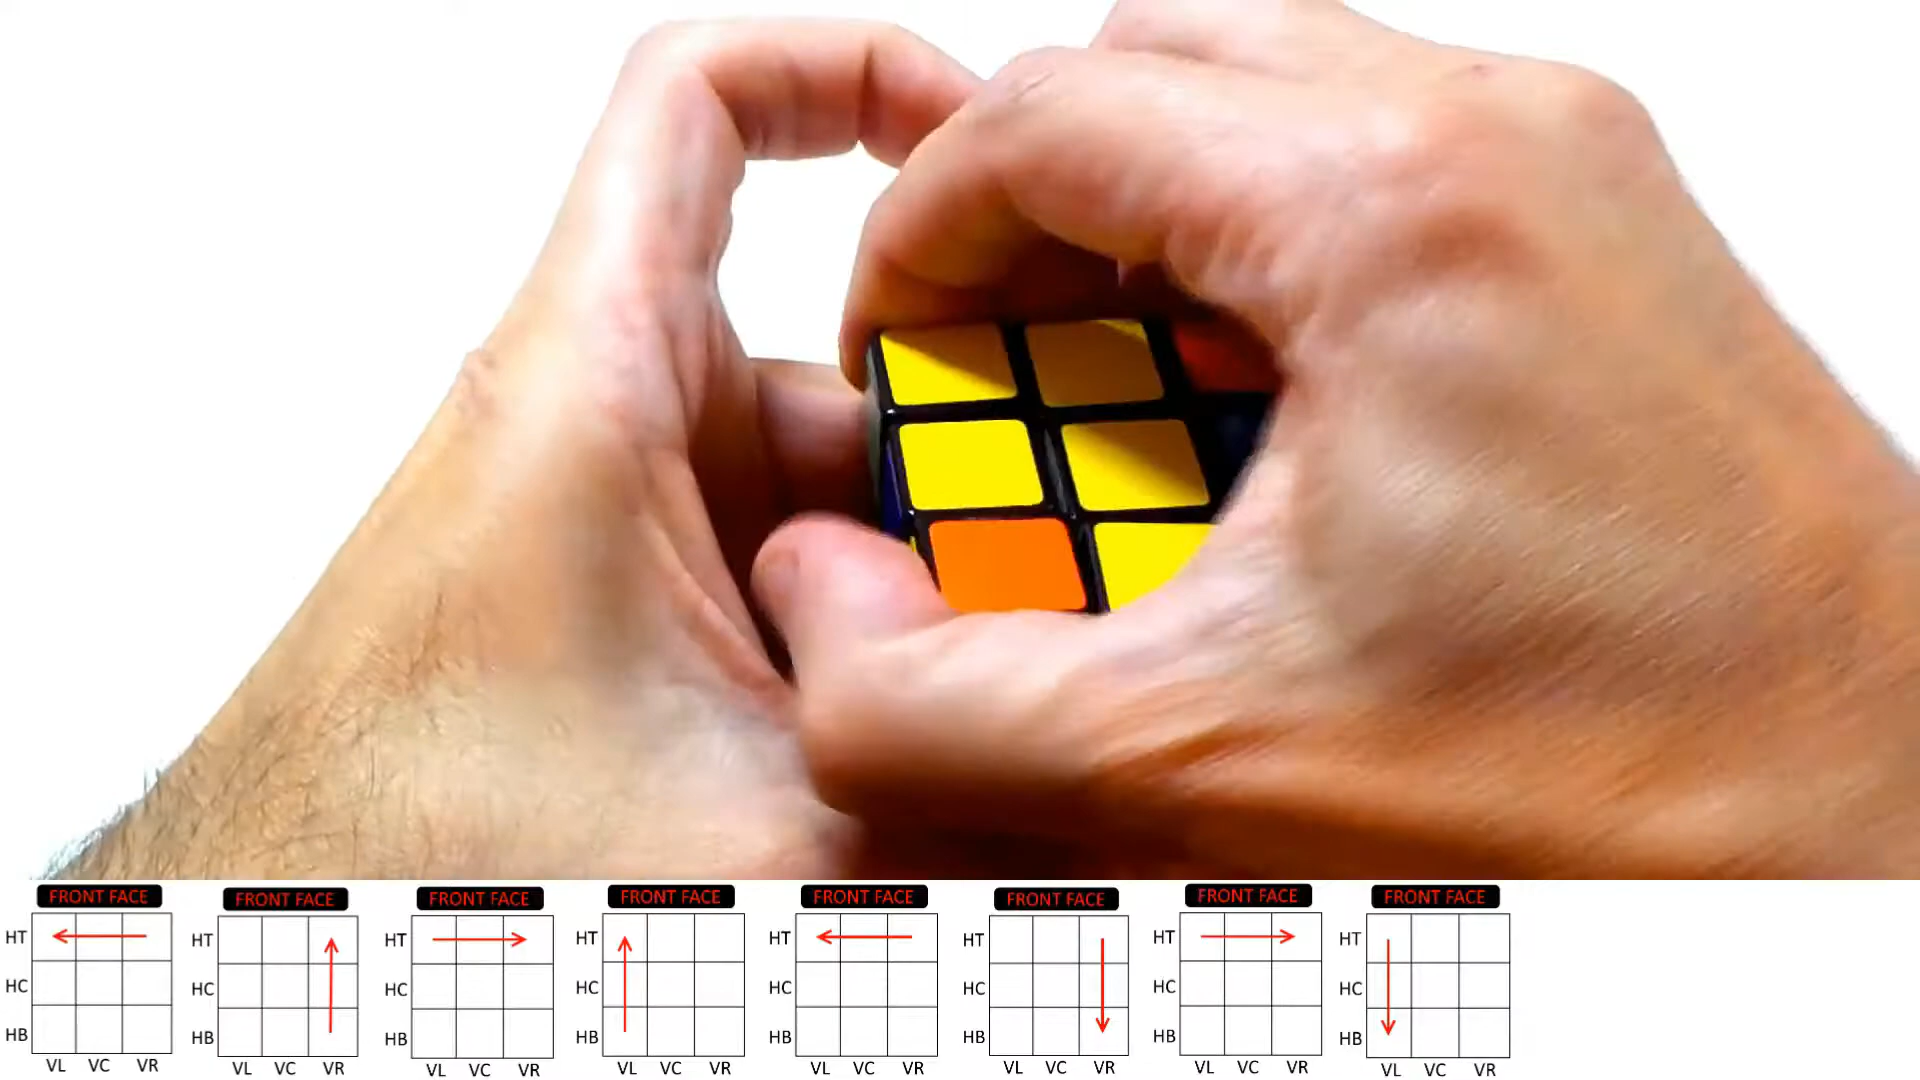 FRONT FACE FRONT FACE FRONT FACE FRONT FACE FRONT FACE FRONT FACE FRONT FACE FRONT FACE
HT HT HT HT HT HT HT HT
HC HC HC HC HC HC HC HC
HB HB HB HB HB HB HB HB
VL VC VR VL VC VR VL VC VR VL VC VR VL VC VR VL VC VR VL VC VR VL VC VR